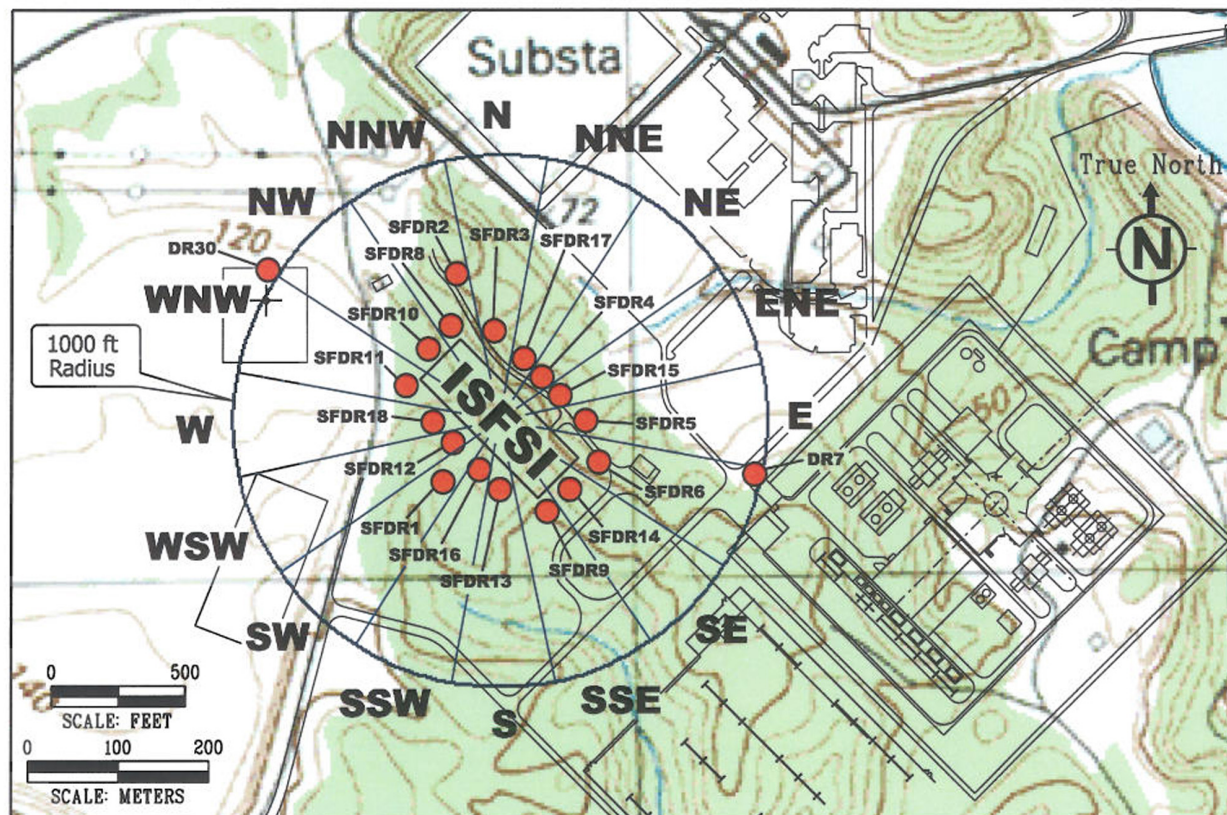 Substa
N
NNW
NNE
True North
N
NW
NE
SFDR2
SFDR3
72
SFDR17
120
DR30
SFDR8
WNW
SFDR4
ENE
SFDR10
1000 ft
Radius
Camp
SFDR11
SFDR15
ISFSI
60
W
SFDR18
SFDR5
E
DR7
SFDR12
SFDR6
SFDR1
SFDR14
WSW
SFDR16
SFDR9
SFDR13
SE
SW
0 500
SCALE: FEET
SSW
SSE
S
140
0 100 200
SCALE: METERS